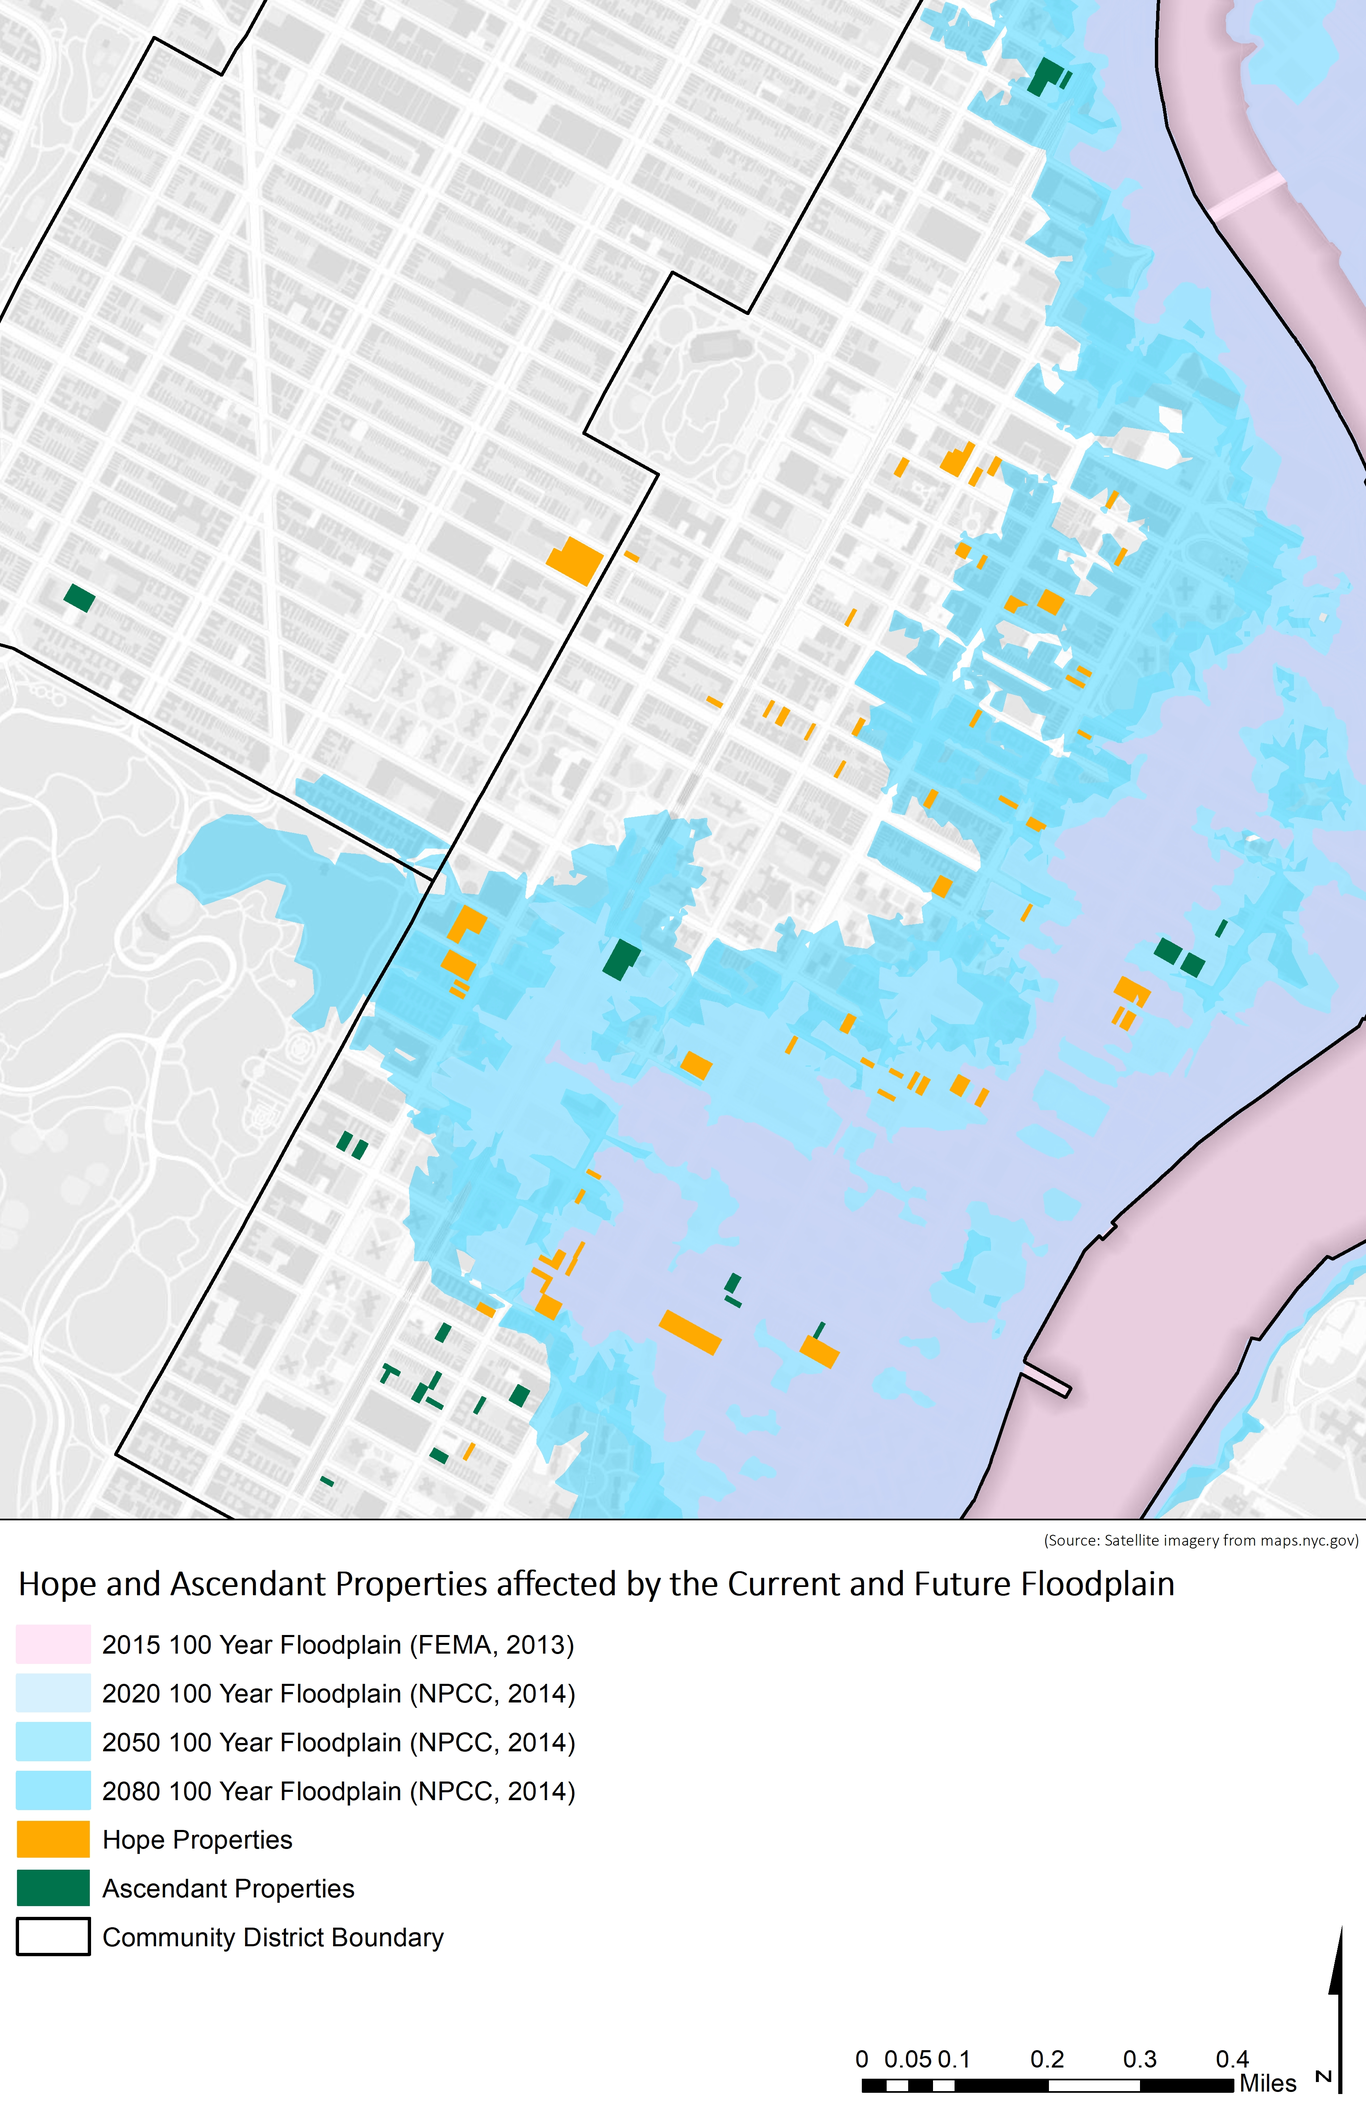 (Source: Satellite imagery from maps.nyc.gov)
Hope and Ascendant Properties affected by the Current and Future Floodplain
2015 100 Year Floodplain (FEMA, 2013)
2020 100 Year Floodplain (NPCC, 2014)
2050 100 Year Floodplain (NPCC, 2014)
2080 100 Year Floodplain (NPCC, 2014)
Hope Properties
Ascendant Properties
Community District Boundary
0 0.05 0.1 0.2 0.3 0.4
Miles
N